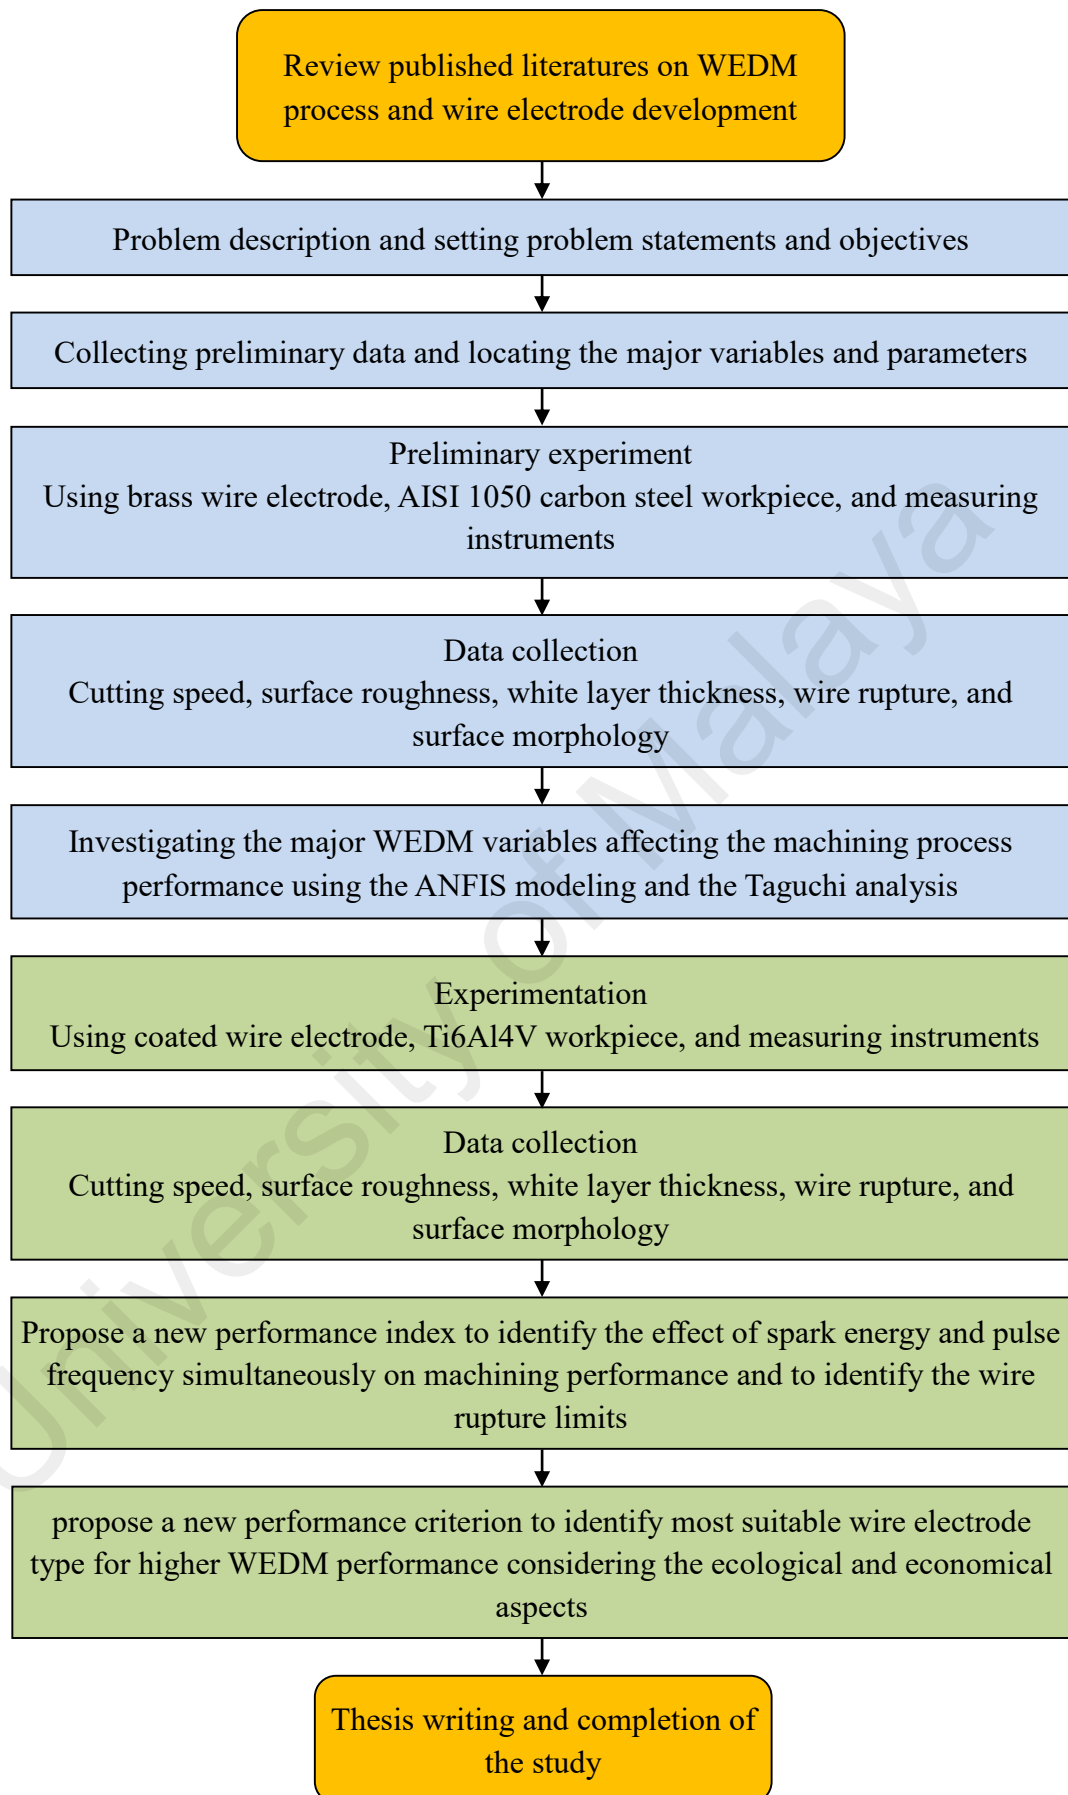 Review published literatures on WEDM
process and wire electrode development
Problem description and setting problem statements and objectives
Collecting preliminary data and locating the major variables and parameters
Preliminary experiment
Using brass wire electrode, AISI 1050 carbon steel workpiece, and measuring
instruments
Data collection
Cutting speed, surface roughness, white layer thickness, wire rupture, and
surface morphology
Investigating the major WEDM variables affecting the machining process
performance using the ANFIS modeling and the Taguchi analysis
Experimentation
Using coated wire electrode, Ti6Al4V workpiece, and measuring instruments
Data collection
Cutting speed, surface roughness, white layer thickness, wire rupture, and
surface morphology
Propose a new performance index to identify the effect of spark energy and pulse
frequency simultaneously on machining performance and to identify the wire
rupture limits
propose a new performance criterion to identify most suitable wire electrode
type for higher WEDM performance considering the ecological and economical
aspects
Thesis writing and completion of
the study
University of Malaya